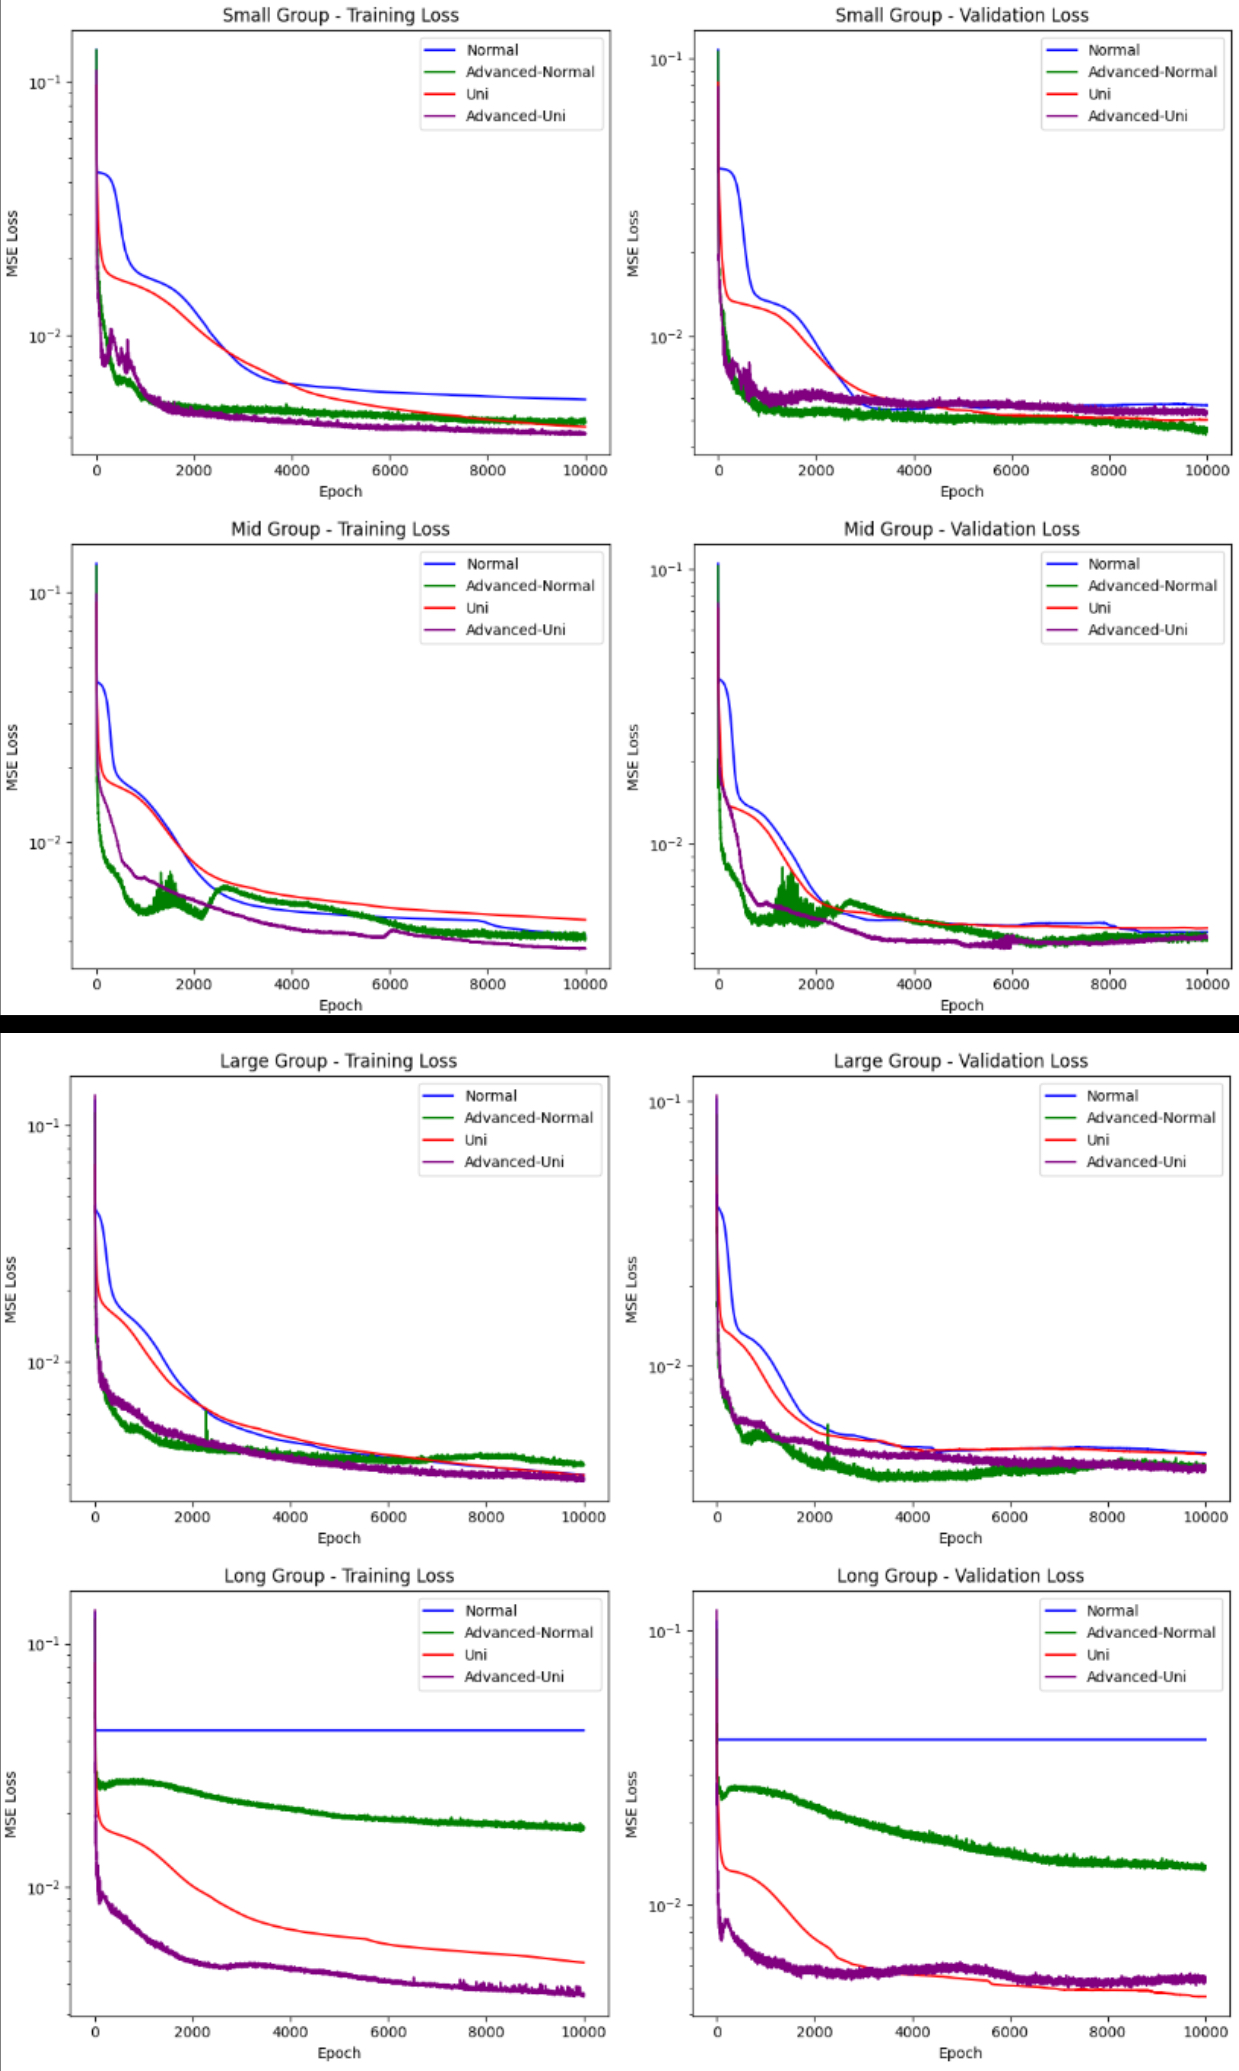 Small Group - Training Loss
MSE Loss
10⁻¹
10⁻²
Normal
Advanced-Normal
Uni
Advanced-Uni
0 2000 4000 6000 8000 10000
Epoch
Small Group - Validation Loss
MSE Loss
10⁻¹
10⁻²
Normal
Advanced-Normal
Uni
Advanced-Uni
0 2000 4000 6000 8000 10000
Epoch
Mid Group - Training Loss
MSE Loss
10⁻¹
10⁻²
Normal
Advanced-Normal
Uni
Advanced-Uni
0 2000 4000 6000 8000 10000
Epoch
Mid Group - Validation Loss
MSE Loss
10⁻¹
10⁻²
Normal
Advanced-Normal
Uni
Advanced-Uni
0 2000 4000 6000 8000 10000
Epoch
Large Group - Training Loss
MSE Loss
10⁻¹
10⁻²
Normal
Advanced-Normal
Uni
Advanced-Uni
0 2000 4000 6000 8000 10000
Epoch
Large Group - Validation Loss
MSE Loss
10⁻¹
10⁻²
Normal
Advanced-Normal
Uni
Advanced-Uni
0 2000 4000 6000 8000 10000
Epoch
Long Group - Training Loss
MSE Loss
10⁻¹
10⁻²
Normal
Advanced-Normal
Uni
Advanced-Uni
0 2000 4000 6000 8000 10000
Epoch
Long Group - Validation Loss
MSE Loss
10⁻¹
10⁻²
Normal
Advanced-Normal
Uni
Advanced-Uni
0 2000 4000 6000 8000 10000
Epoch